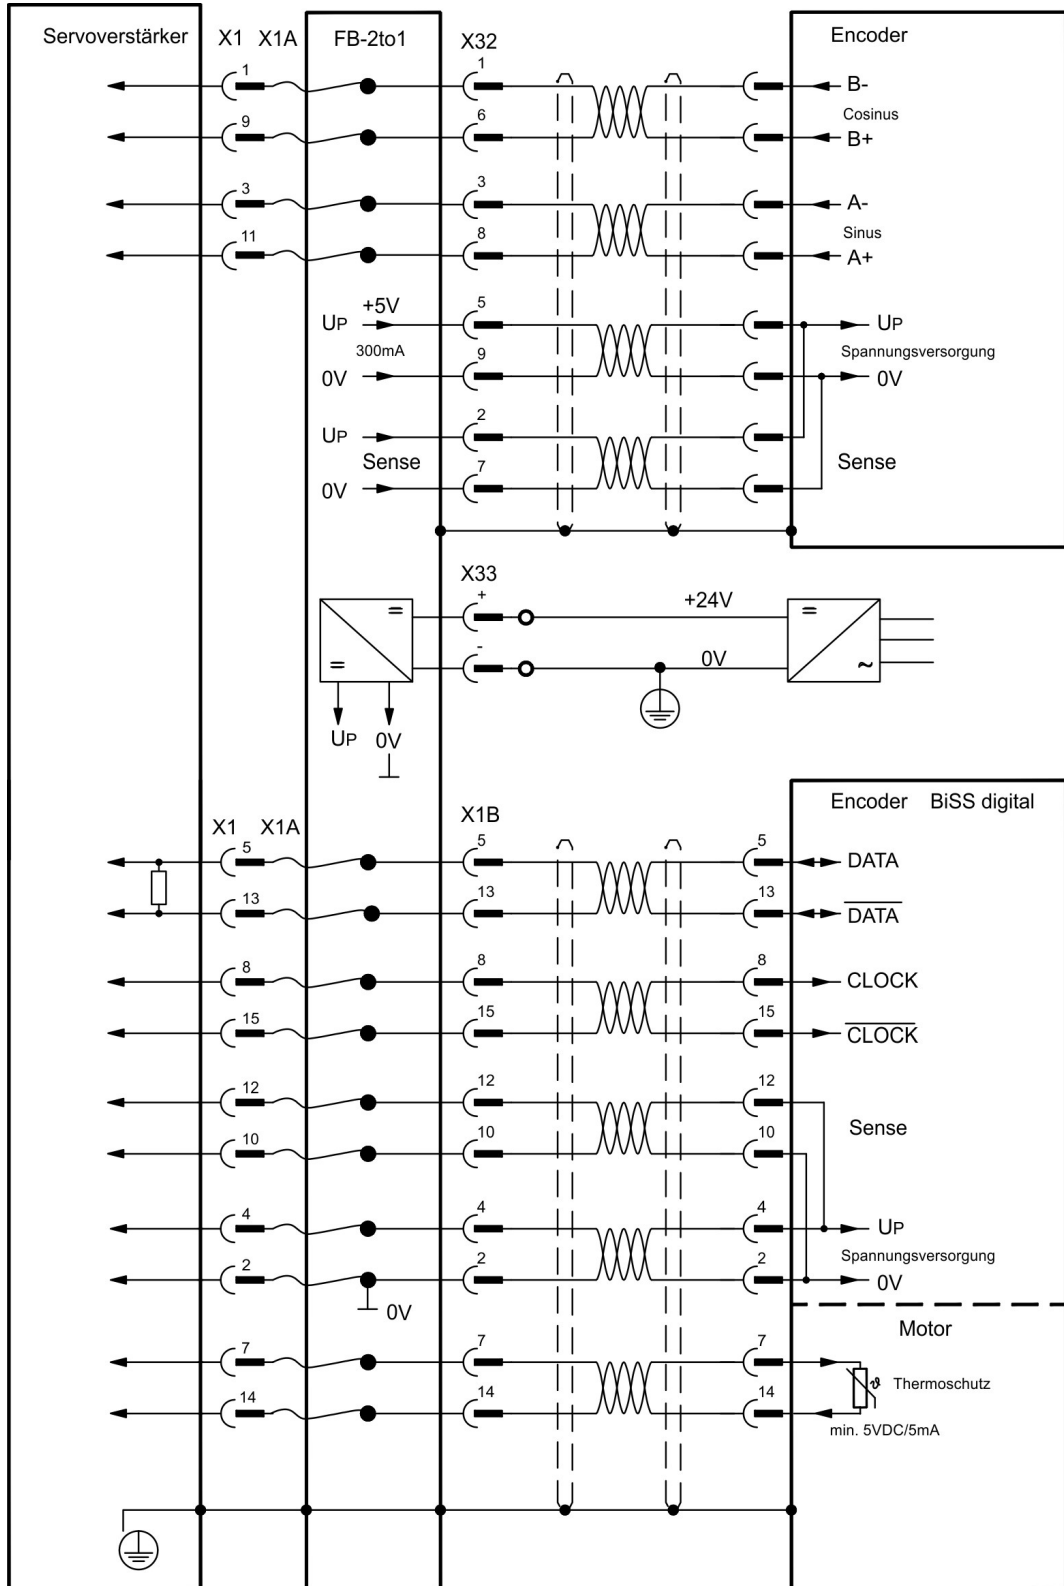 Servoverstärker X1 X1A FB-2to1 X32 Encoder
1 1 B-
Cosinus
9 6 B+
3 3 A-
Sinus
11 8 A+
UP +5V 5 UP
300mA Spannungsversorgung
0V 9 0V
UP 2
Sense Sense
0V 7
X33
+ +24V
=
=
=
~
- 0V
UP 0V
Encoder BiSS digital
X1 X1A X1B
5 5 5 DATA
13 13 13 DATA
8 8 8 CLOCK
15 15 15 CLOCK
12 12 12
Sense
10 10 10
4 4 4 UP
Spannungsversorgung
2 2 2 0V
0V
Motor
7 7 7
ϑ Thermoschutz
14 14 14
min. 5VDC/5mA